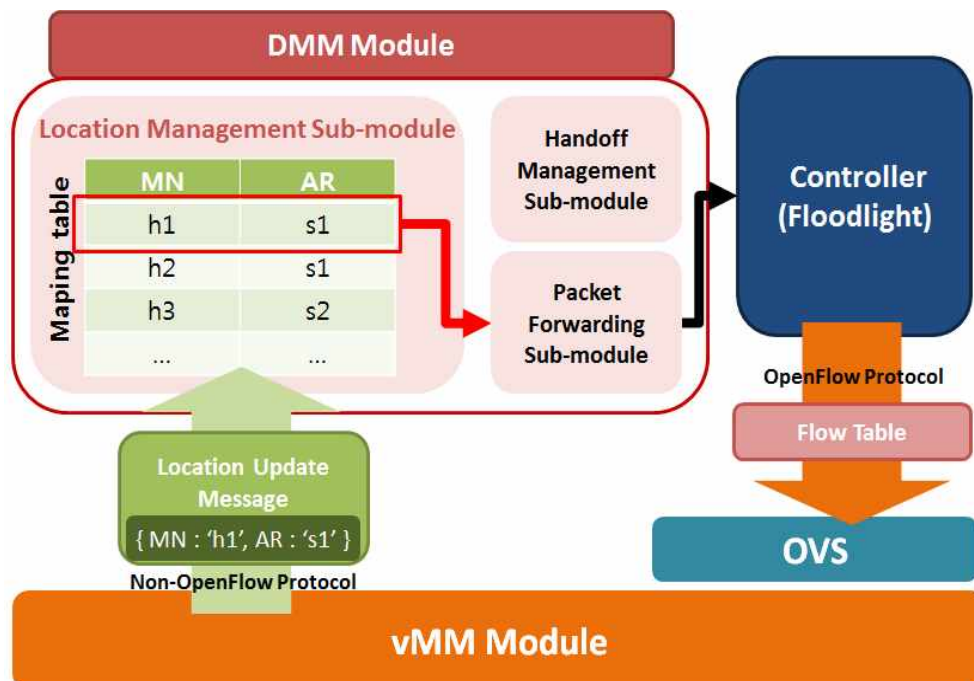 DMM Module
Location Management Sub-module
Maping table
MN AR
h1 s1
h2 s1
h3 s2
... ...
Handoff
Management
Sub-module
Packet
Forwarding
Sub-module
Controller
(Floodlight)
OpenFlow Protocol
Flow Table
OVS
Location Update
Message
{ MN : ‘h1’, AR : ‘s1’ }
Non-OpenFlow Protocol
vMM Module